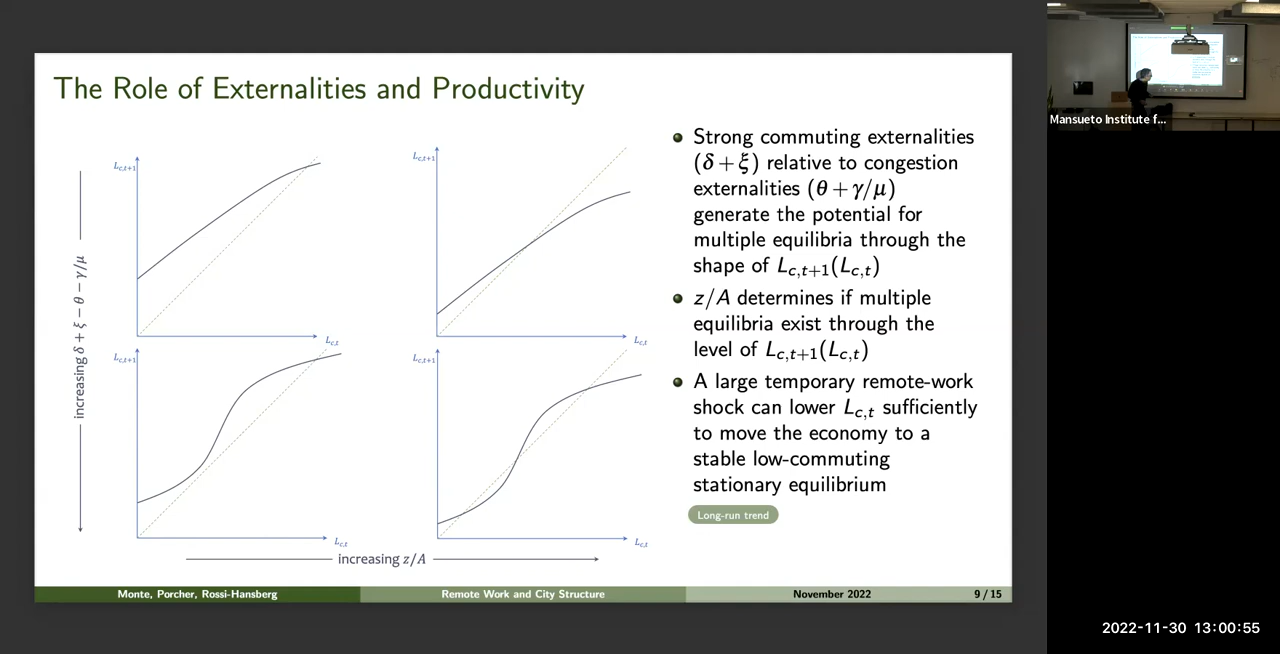 The Role of Externalities and Productivity
L_{c,t+1}
L_{c,t}
L_{c,t+1}
L_{c,t}
L_{c,t+1}
L_{c,t}
L_{c,t+1}
L_{c,t}
increasing δ + ξ − θ − γ/μ
increasing z/A
Strong commuting externalities
(δ + ξ) relative to congestion
externalities (θ + γ/μ)
generate the potential for
multiple equilibria through the
shape of L_{c,t+1}(L_{c,t})
z/A determines if multiple
equilibria exist through the
level of L_{c,t+1}(L_{c,t})
A large temporary remote-work
shock can lower L_{c,t} sufficiently
to move the economy to a
stable low-commuting
stationary equilibrium
Long-run trend
Monte, Porcher, Rossi-Hansberg
Remote Work and City Structure
November 2022
9 / 15
Mansueto Institute f...
2022-11-30 13:00:55